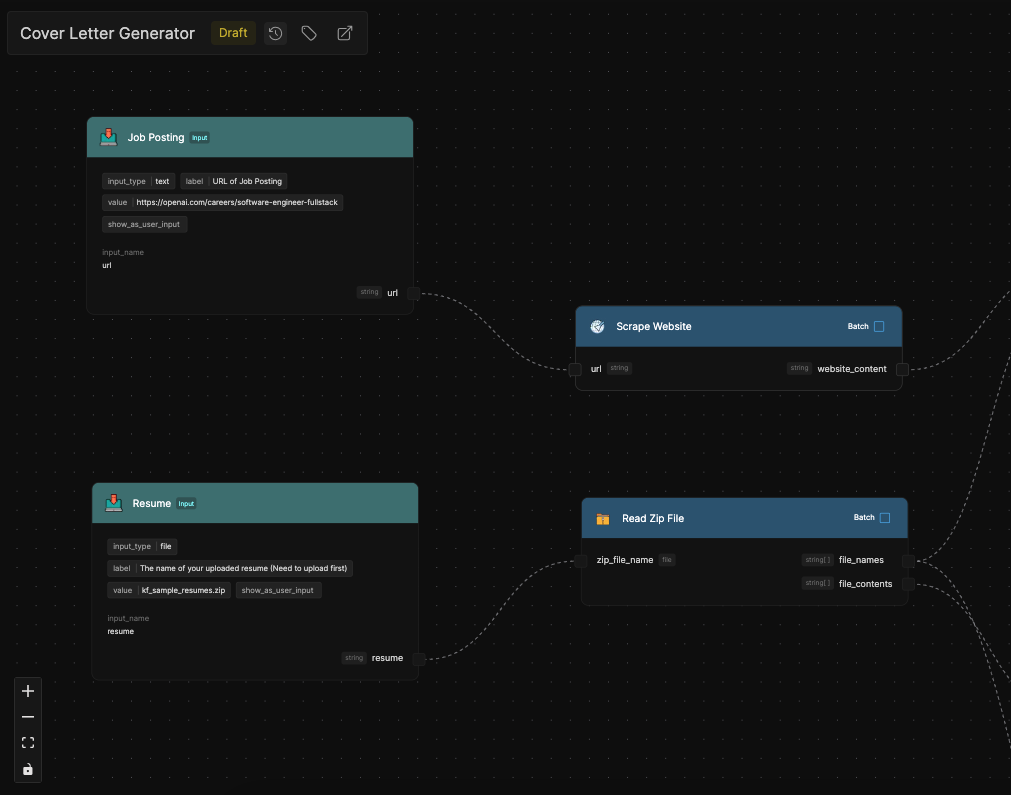 Cover Letter Generator Draft
Job Posting Input
input_type text label URL of Job Posting
value https://openai.com/careers/software-engineer-fullstack
show_as_user_input
input_name
url
string url
Scrape Website Batch
url string string website_content
Resume Input
input_type file
label The name of your uploaded resume (Need to upload first)
value kf_sample_resumes.zip show_as_user_input
input_name
resume
string resume
Read Zip File Batch
zip_file_name file string[] file_names
string[] file_contents